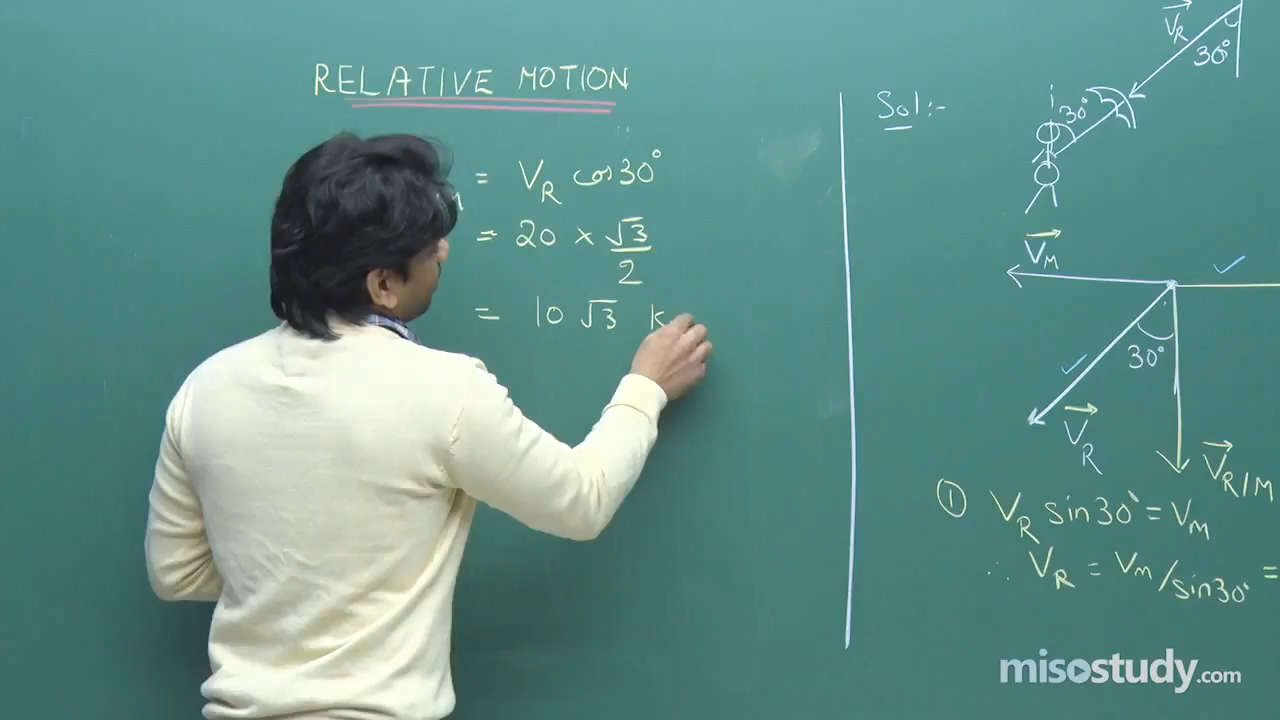 RELATIVE MOTION
= V_R cos30°
= 20 × √3/2
= 10 √3 k
Sol:-
V_R
30°
30°
V_M
30°
V_R
V_R/M
① V_R sin30° = V_M
∴ V_R = V_M/sin30° =
misostudy.com